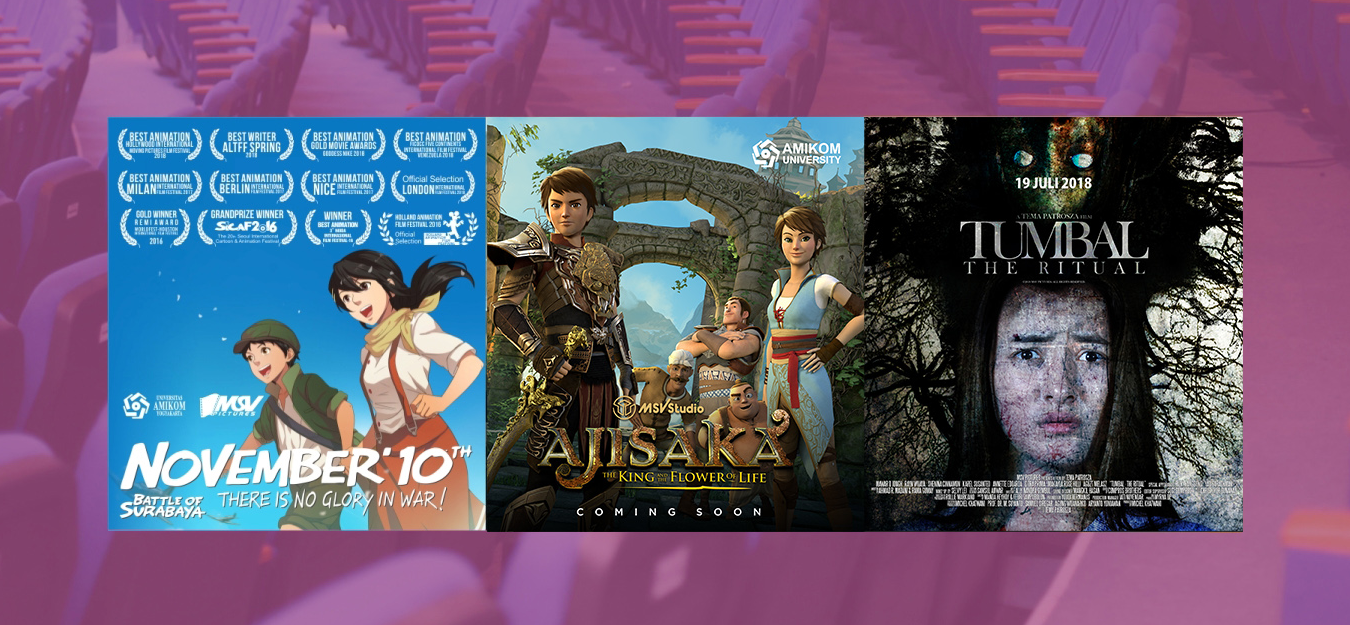 BEST ANIMATION
HOLLYWOOD INTERNATIONAL
MOVING PICTURES FILM FESTIVAL
2018
BEST WRITER
ALTFF SPRING
2018
BEST ANIMATION
GOLD MOVIE AWARDS
GODDESS NIKE 2018
BEST ANIMATION
FICOCC FIVE CONTINENTS
INTERNATIONAL FILM FESTIVAL
VENEZUELA 2018
BEST ANIMATION
MILAN INTERNATIONAL
FILM FESTIVAL 2017
BEST ANIMATION
BERLIN INTERNATIONAL
FILM FESTIVAL 2017
BEST ANIMATION
NICE INTERNATIONAL
FILM FESTIVAL 2017
Official Selection
LONDON INTERNATIONAL
GOLD WINNER
REMI AWARD
WORLDFEST-HOUSTON
2016
GRANDPRIZE WINNER
SICAF2016
The 20th Seoul International
Cartoon & Animation Festival
WINNER
BEST ANIMATION
INTERNATIONAL
HOLLAND ANIMATION
FILM FESTIVAL 2016
Official
Selection
UNIVERSITAS
AMIKOM
YOGYAKARTA
MSV
PICTURES
NOVEMBER 10TH
BATTLE OF
SURABAYA
THERE IS NO GLORY IN WAR!
AMIKOM
UNIVERSITY
MSV Studio
AJISAKA
THE KING AND THE FLOWER OF LIFE
COMING SOON
19 JULI 2018
A TEMA PATROSZA FILM
TUMBAL
THE RITUAL